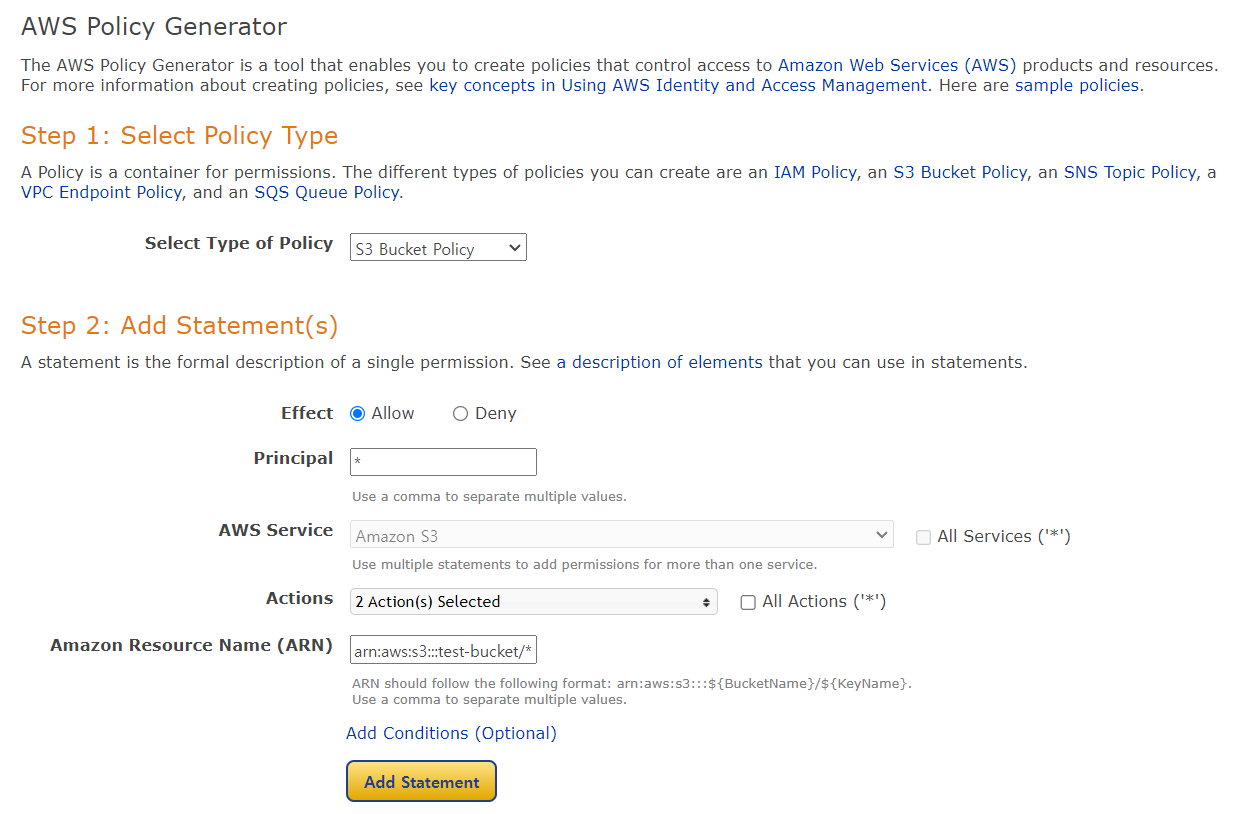 AWS Policy Generator
The AWS Policy Generator is a tool that enables you to create policies that control access to Amazon Web Services (AWS) products and resources.
For more information about creating policies, see key concepts in Using AWS Identity and Access Management. Here are sample policies.
Step 1: Select Policy Type
A Policy is a container for permissions. The different types of policies you can create are an IAM Policy, an S3 Bucket Policy, an SNS Topic Policy, a
VPC Endpoint Policy, and an SQS Queue Policy.
Select Type of Policy S3 Bucket Policy
Step 2: Add Statement(s)
A statement is the formal description of a single permission. See a description of elements that you can use in statements.
Effect Allow Deny
Principal *
Use a comma to separate multiple values.
AWS Service Amazon S3 All Services ('*')
Use multiple statements to add permissions for more than one service.
Actions 2 Action(s) Selected All Actions ('*')
Amazon Resource Name (ARN) arn:aws:s3:::test-bucket/*
ARN should follow the following format: arn:aws:s3:::${BucketName}/${KeyName}.
Use a comma to separate multiple values.
Add Conditions (Optional)
Add Statement